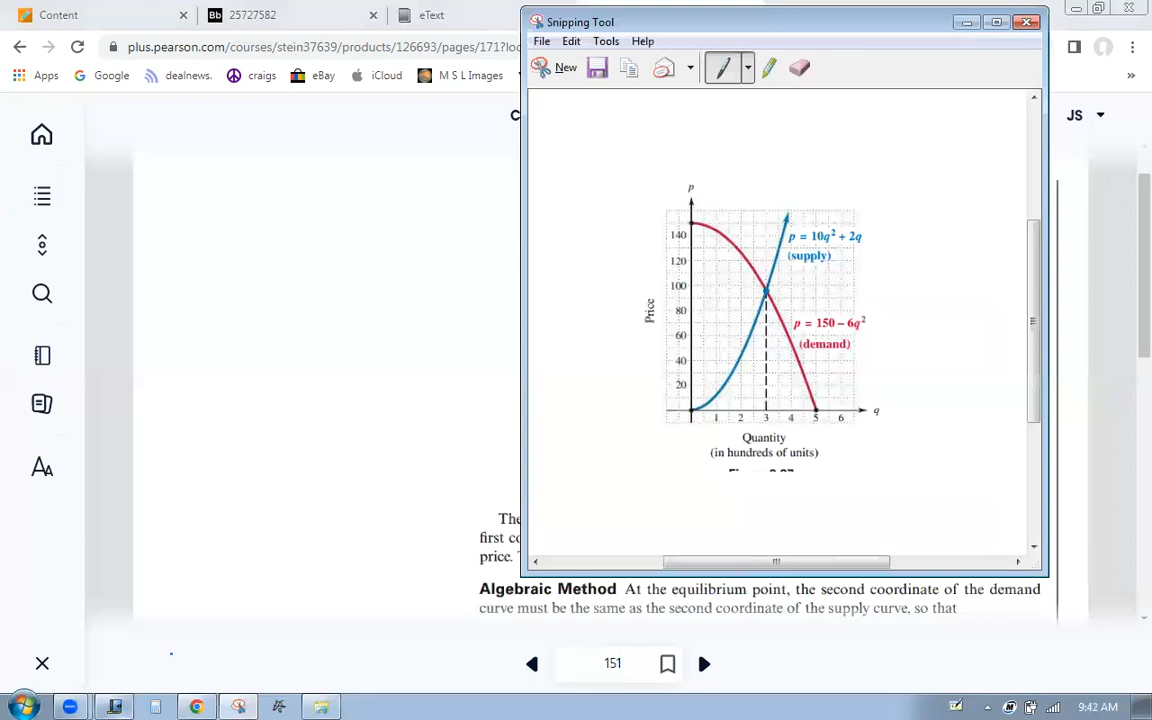 Content
Bb 25727582
eText
Snipping Tool
plus.pearson.com/courses/stein37639/products/126693/pages/171?loc
File Edit Tools Help
New
Apps
Google
dealnews.
craigs
eBay
iCloud
M S L Images
»
C
JS
p
140
120
100
80
60
40
20
Price
p = 10q² + 2q
(supply)
p = 150 – 6q²
(demand)
1 2 3 4 5 6
q
Quantity
(in hundreds of units)
The
first co
price.
Algebraic Method At the equilibrium point, the second coordinate of the demand
curve must be the same as the second coordinate of the supply curve, so that
151
9:42 AM